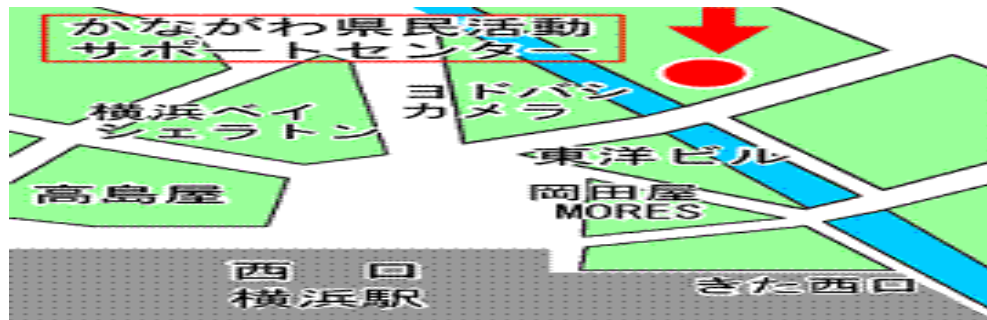 かながわ県民活動
サポートセンター
ヨドバシ
カメラ
横浜ベイ
シェラトン
東洋ビル
高島屋
岡田屋
MORES
西 口
横浜駅
きた西口